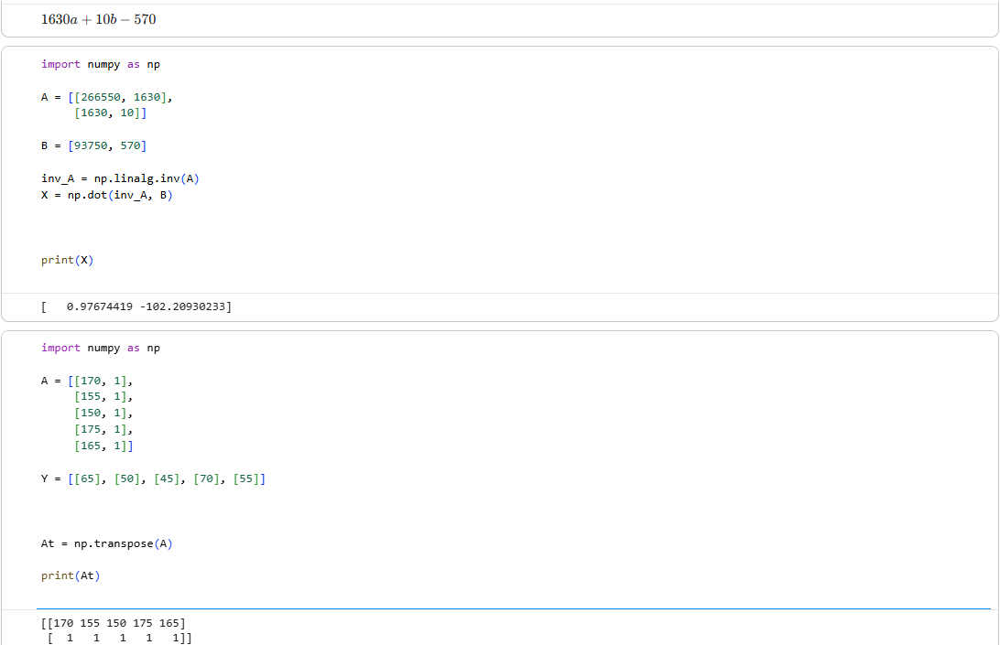 1630a + 10b − 570
import numpy as np
A = [[266550, 1630],
[1630, 10]]
B = [93750, 570]
inv_A = np.linalg.inv(A)
X = np.dot(inv_A, B)
print(X)
[   0.97674419 -102.20930233]
import numpy as np
A = [[170, 1],
[155, 1],
[150, 1],
[175, 1],
[165, 1]]
Y = [[65], [50], [45], [70], [55]]
At = np.transpose(A)
print(At)
[[170 155 150 175 165]
[  1   1   1   1   1]]